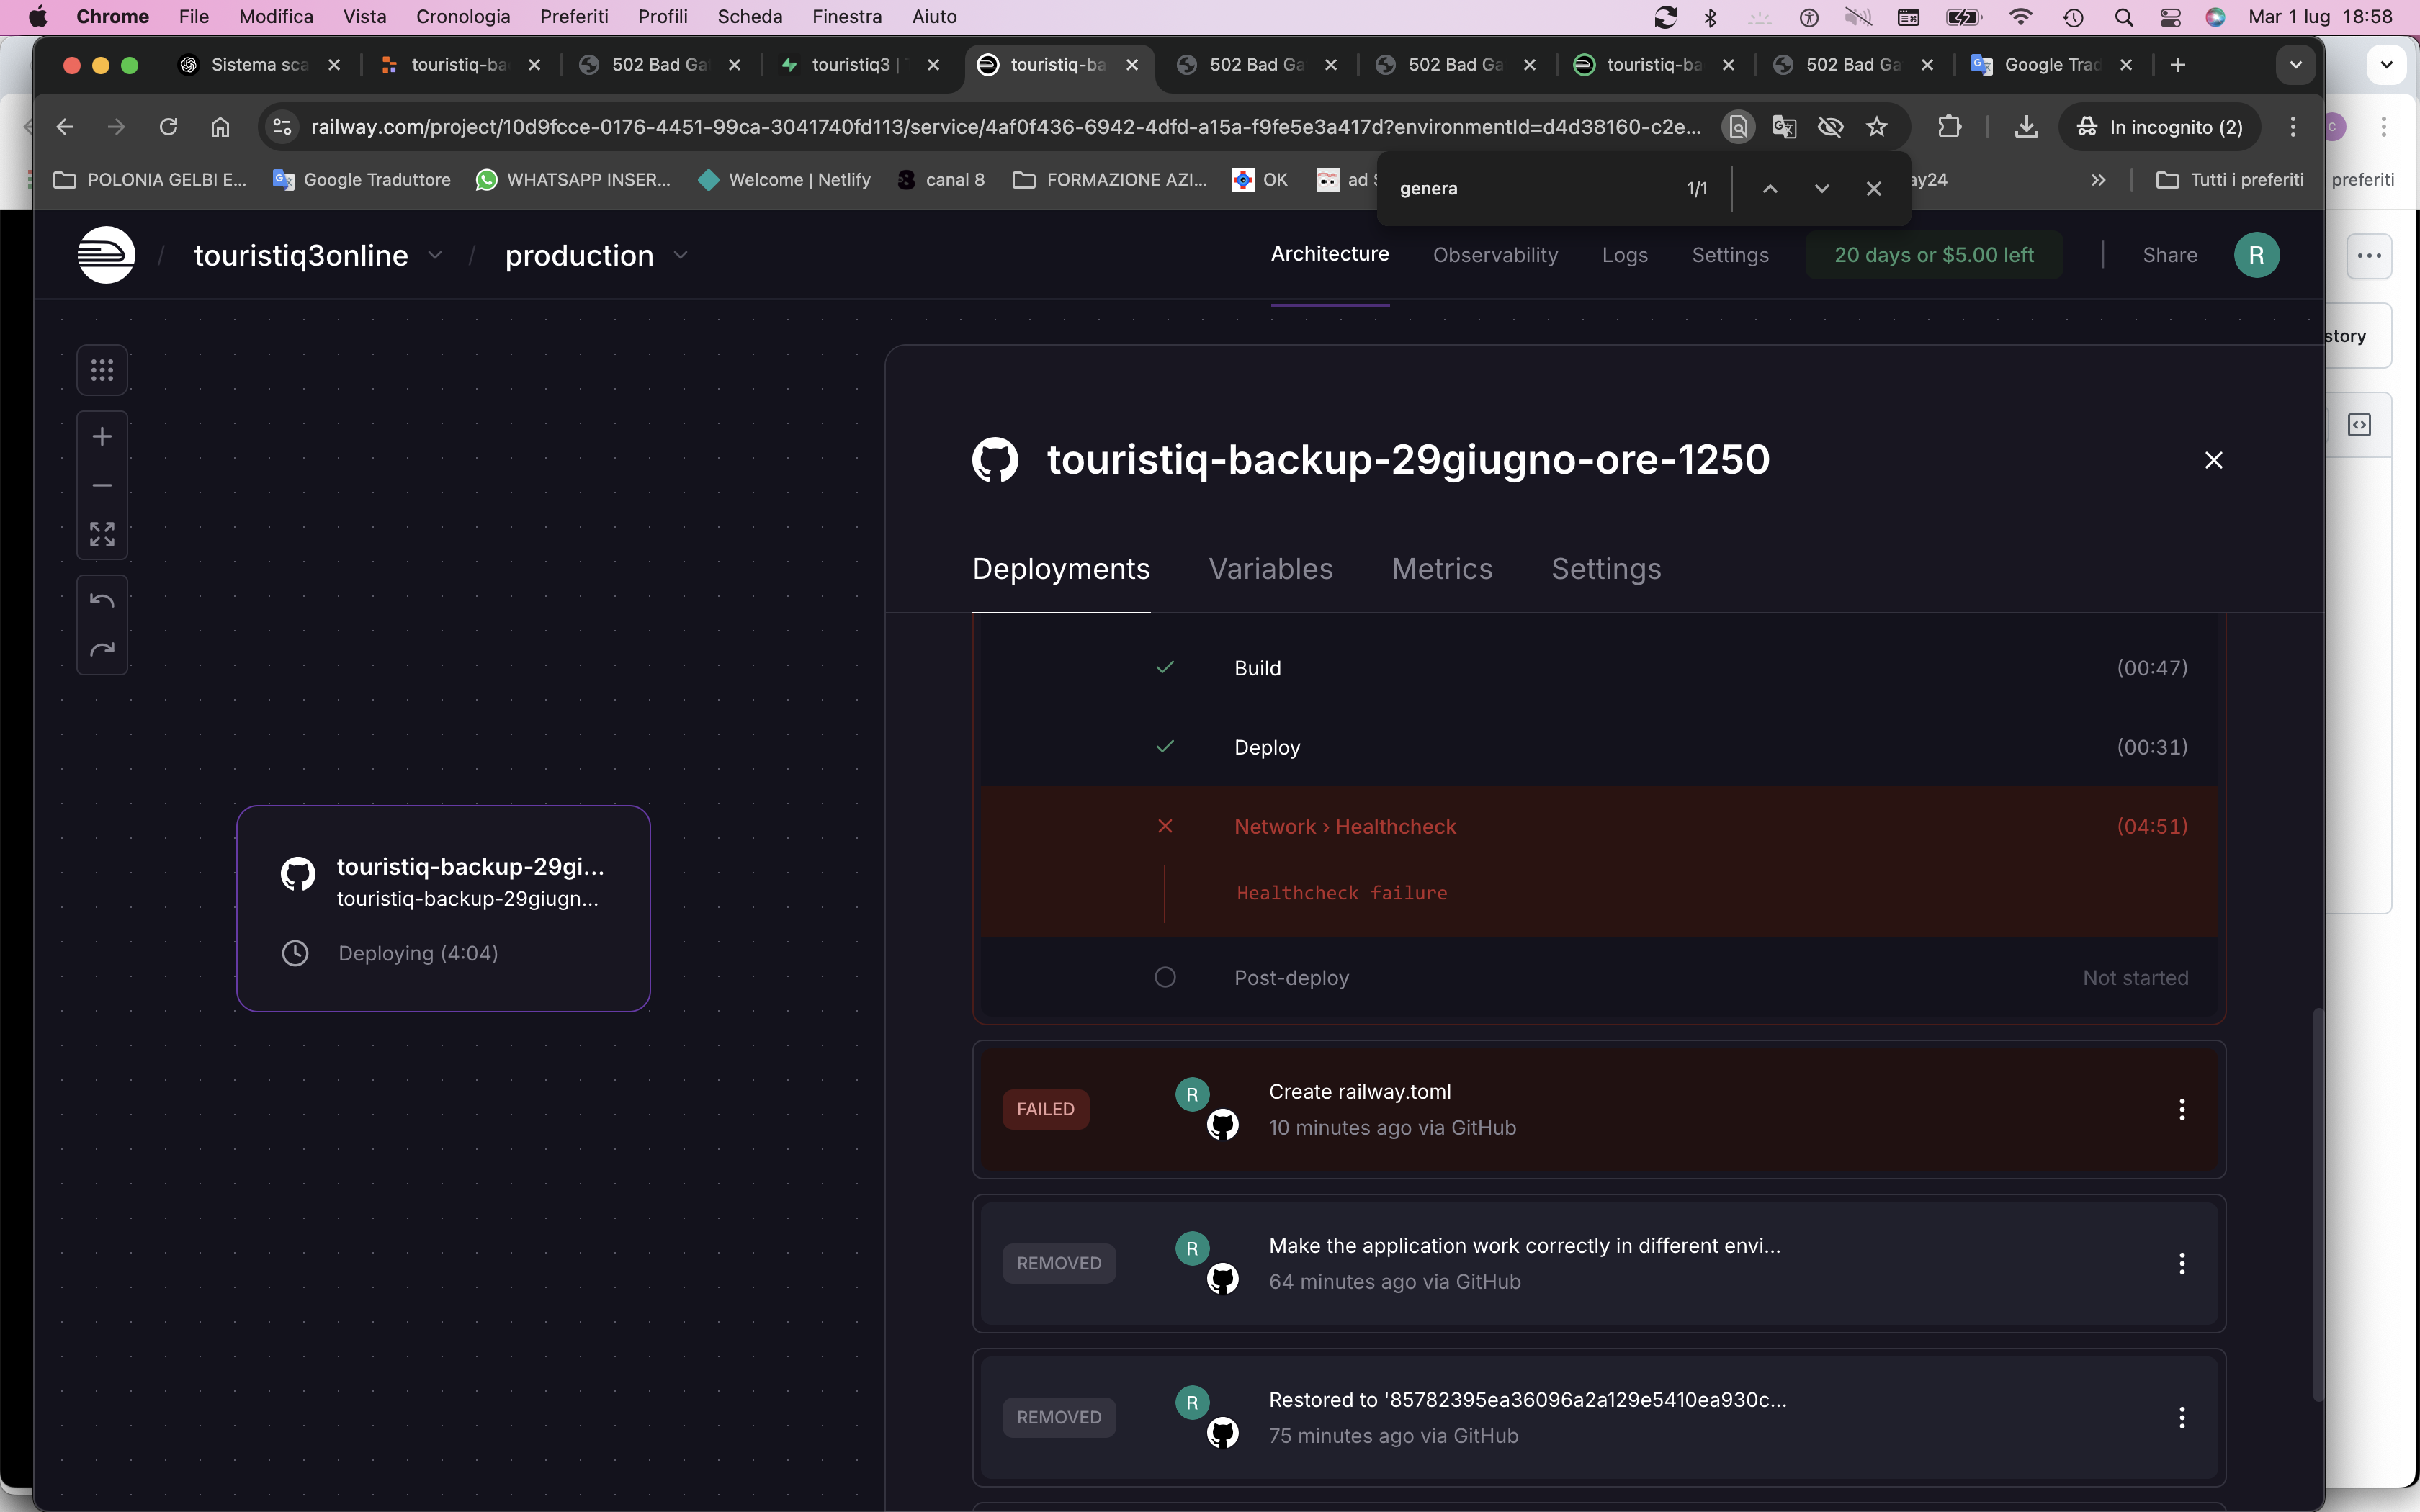 Chrome File Modifica Vista Cronologia Preferiti Profili Scheda Finestra Aiuto Mar 1 lug 18:58
Sistema sca touristiq-ba 502 Bad Ga touristiq3 | touristiq-ba 502 Bad Ga 502 Bad Ga touristiq-ba 502 Bad Ga Google Trad
railway.com/project/10d9fcce-0176-4451-99ca-3041740fd113/service/4af0f436-6942-4dfd-a15a-f9fe5e3a417d?environmentId=d4d38160-c2e... In incognito (2)
POLONIA GELBI E... Google Traduttore WHATSAPP INSER... Welcome | Netlify canal 8 FORMAZIONE AZI... OK ad ay24 Tutti i preferiti preferiti
genera 1/1
touristiq3online / production Architecture Observability Logs Settings 20 days or $5.00 left Share R
story
touristiq-backup-29giugno-ore-1250
Deployments Variables Metrics Settings
Build (00:47)
Deploy (00:31)
Network › Healthcheck (04:51)
Healthcheck failure
Post-deploy Not started
touristiq-backup-29gi...
touristiq-backup-29giugn...
Deploying (4:04)
FAILED R Create railway.toml
10 minutes ago via GitHub
REMOVED R Make the application work correctly in different envi...
64 minutes ago via GitHub
REMOVED R Restored to '85782395ea36096a2a129e5410ea930c...
75 minutes ago via GitHub